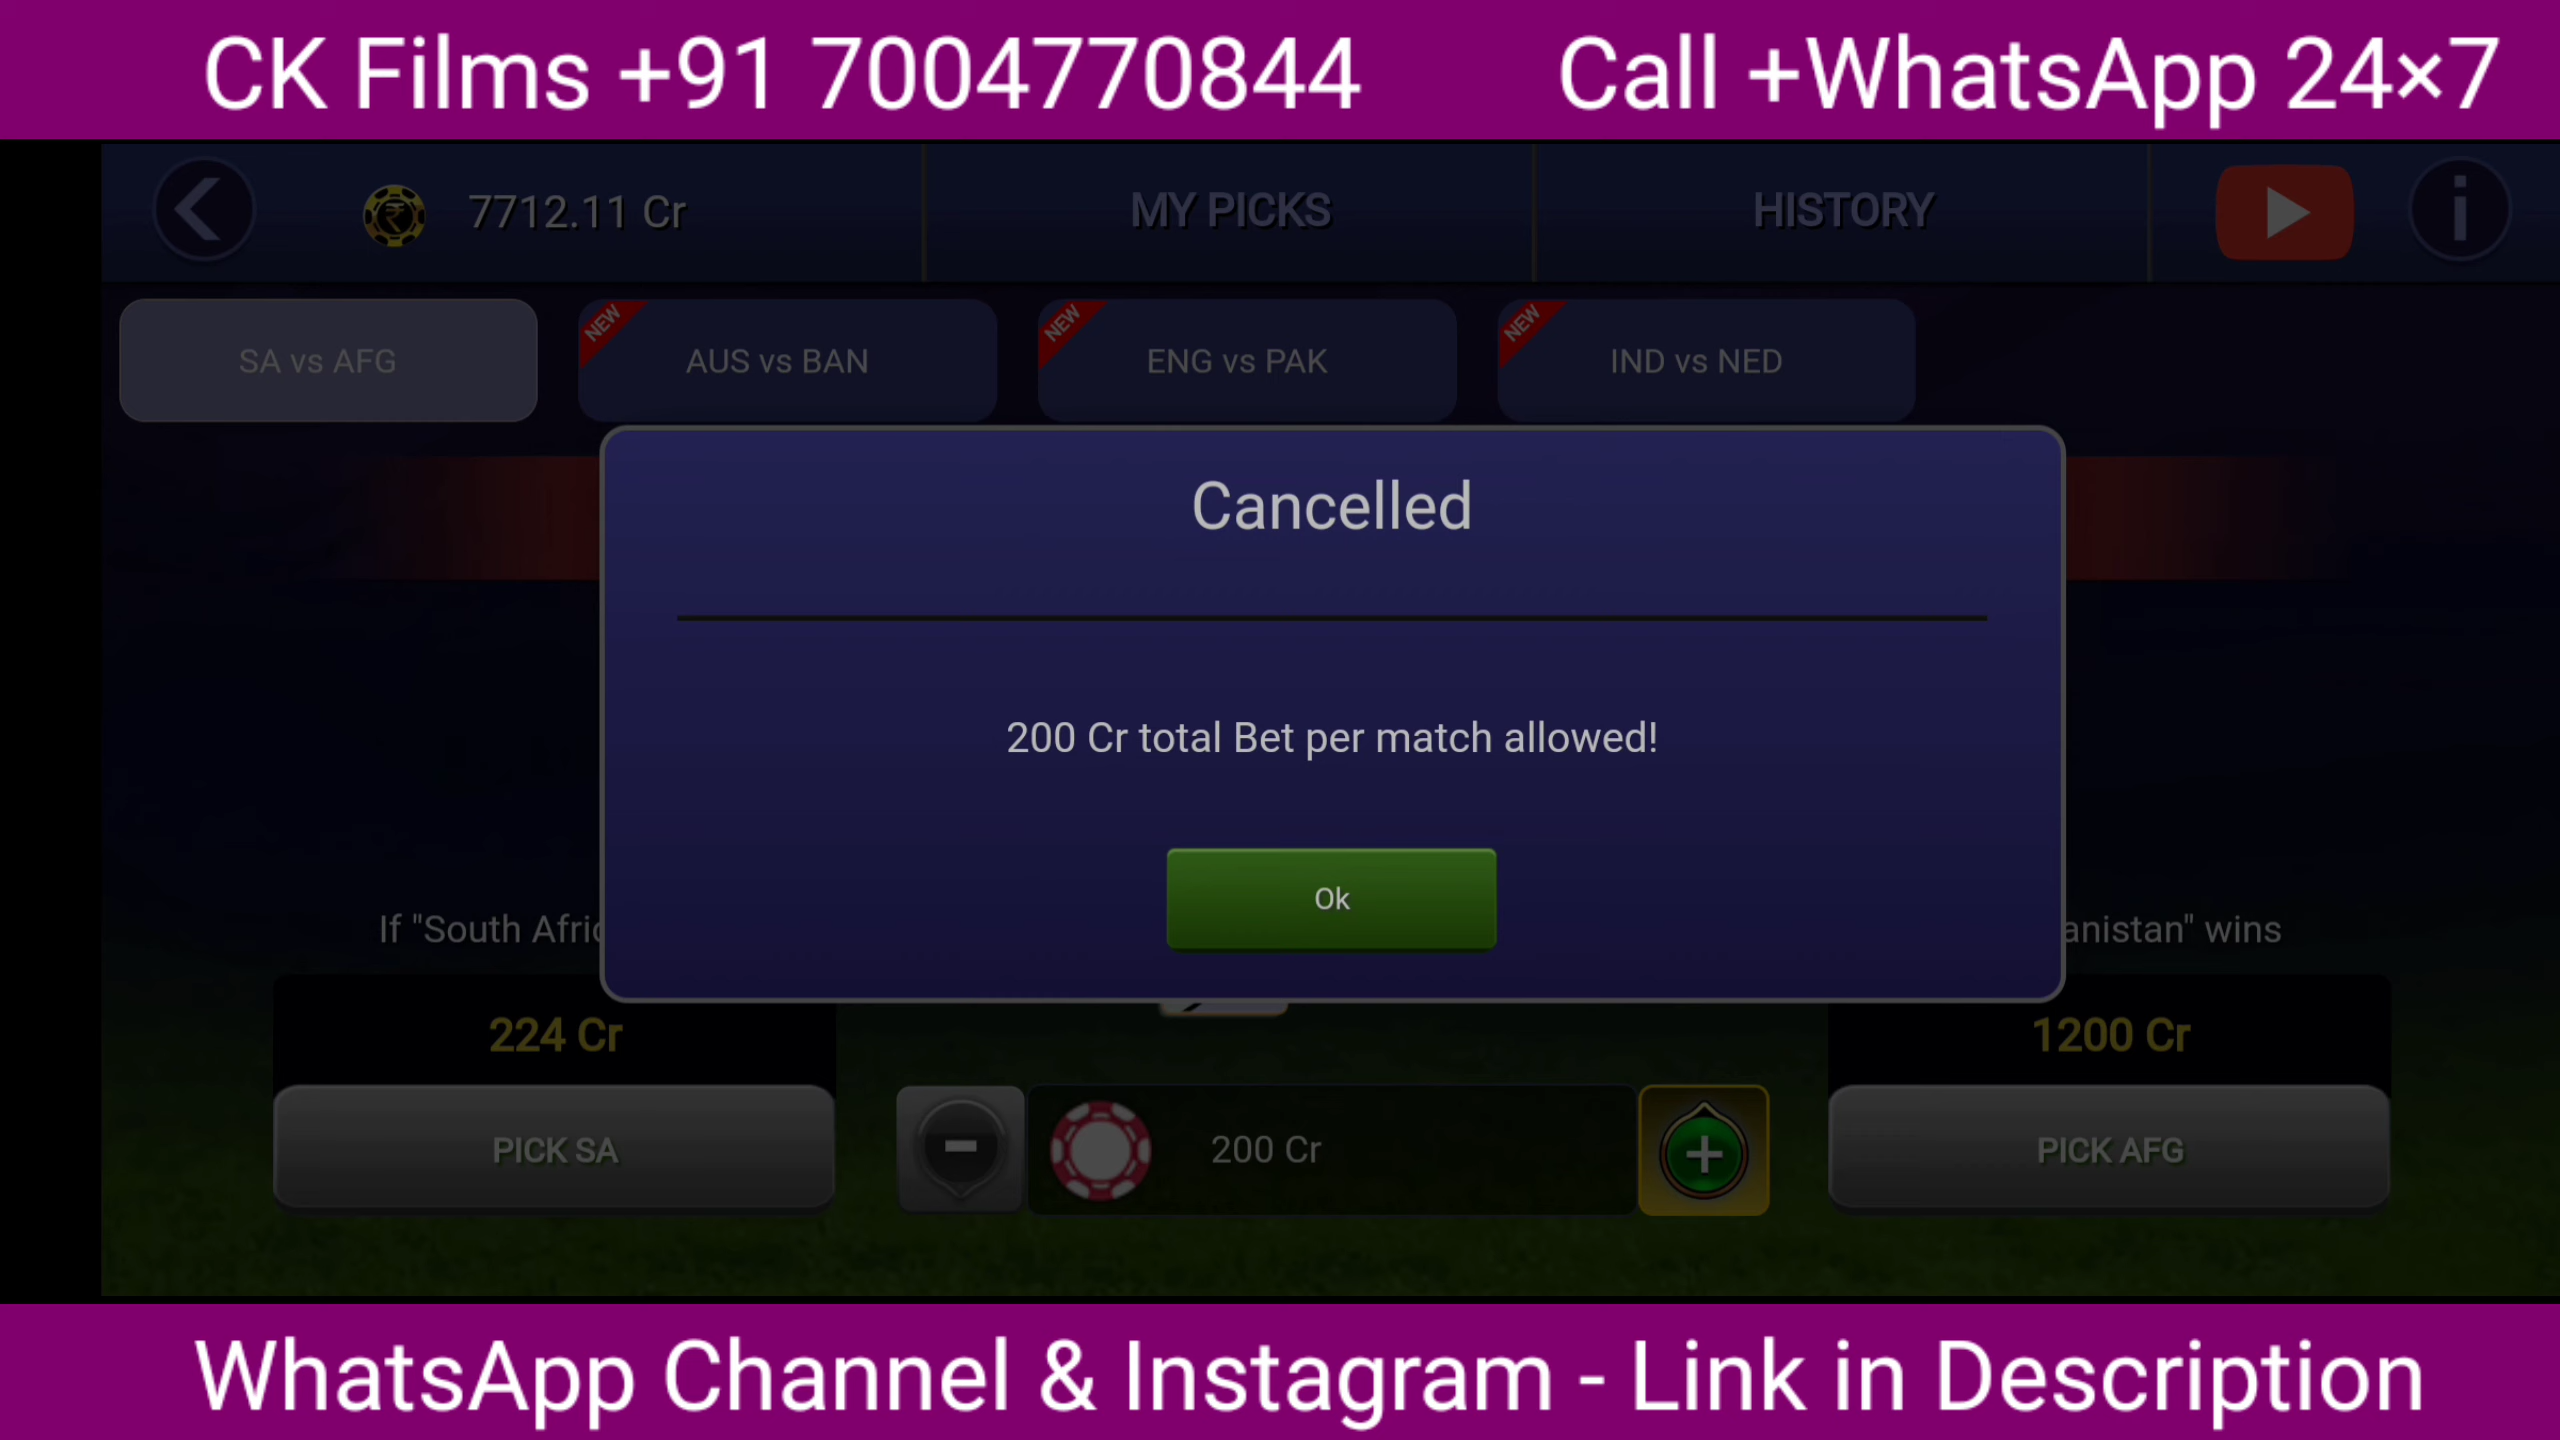 CK Films +91 7004770844 Call +WhatsApp 24×7
7712.11 Cr MY PICKS HISTORY
SA vs AFG NEW AUS vs BAN NEW ENG vs PAK NEW IND vs NED
Cancelled
200 Cr total Bet per match allowed!
Ok
If "South Afric anistan" wins
224 Cr 1200 Cr
PICK SA 200 Cr PICK AFG
WhatsApp Channel & Instagram - Link in Description